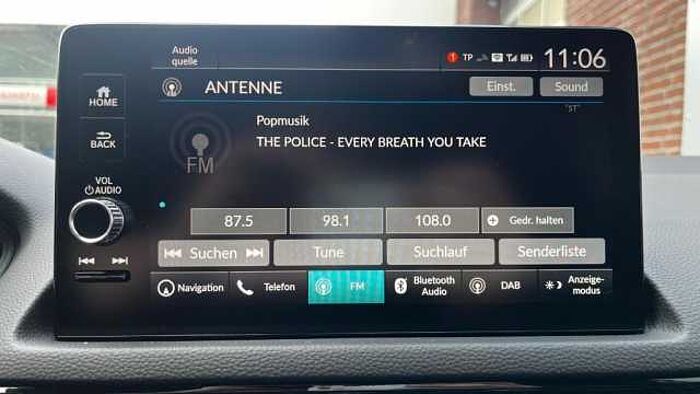 Audio
quelle
1 TP 11:06
HOME
ANTENNE Einst. Sound
"ST"
Popmusik
BACK
THE POLICE - EVERY BREATH YOU TAKE
FM
VOL
AUDIO
87.5 98.1 108.0 Gedr. halten
Suchen Tune Suchlauf Senderliste
Navigation Telefon FM Bluetooth Audio DAB Anzeige-
modus